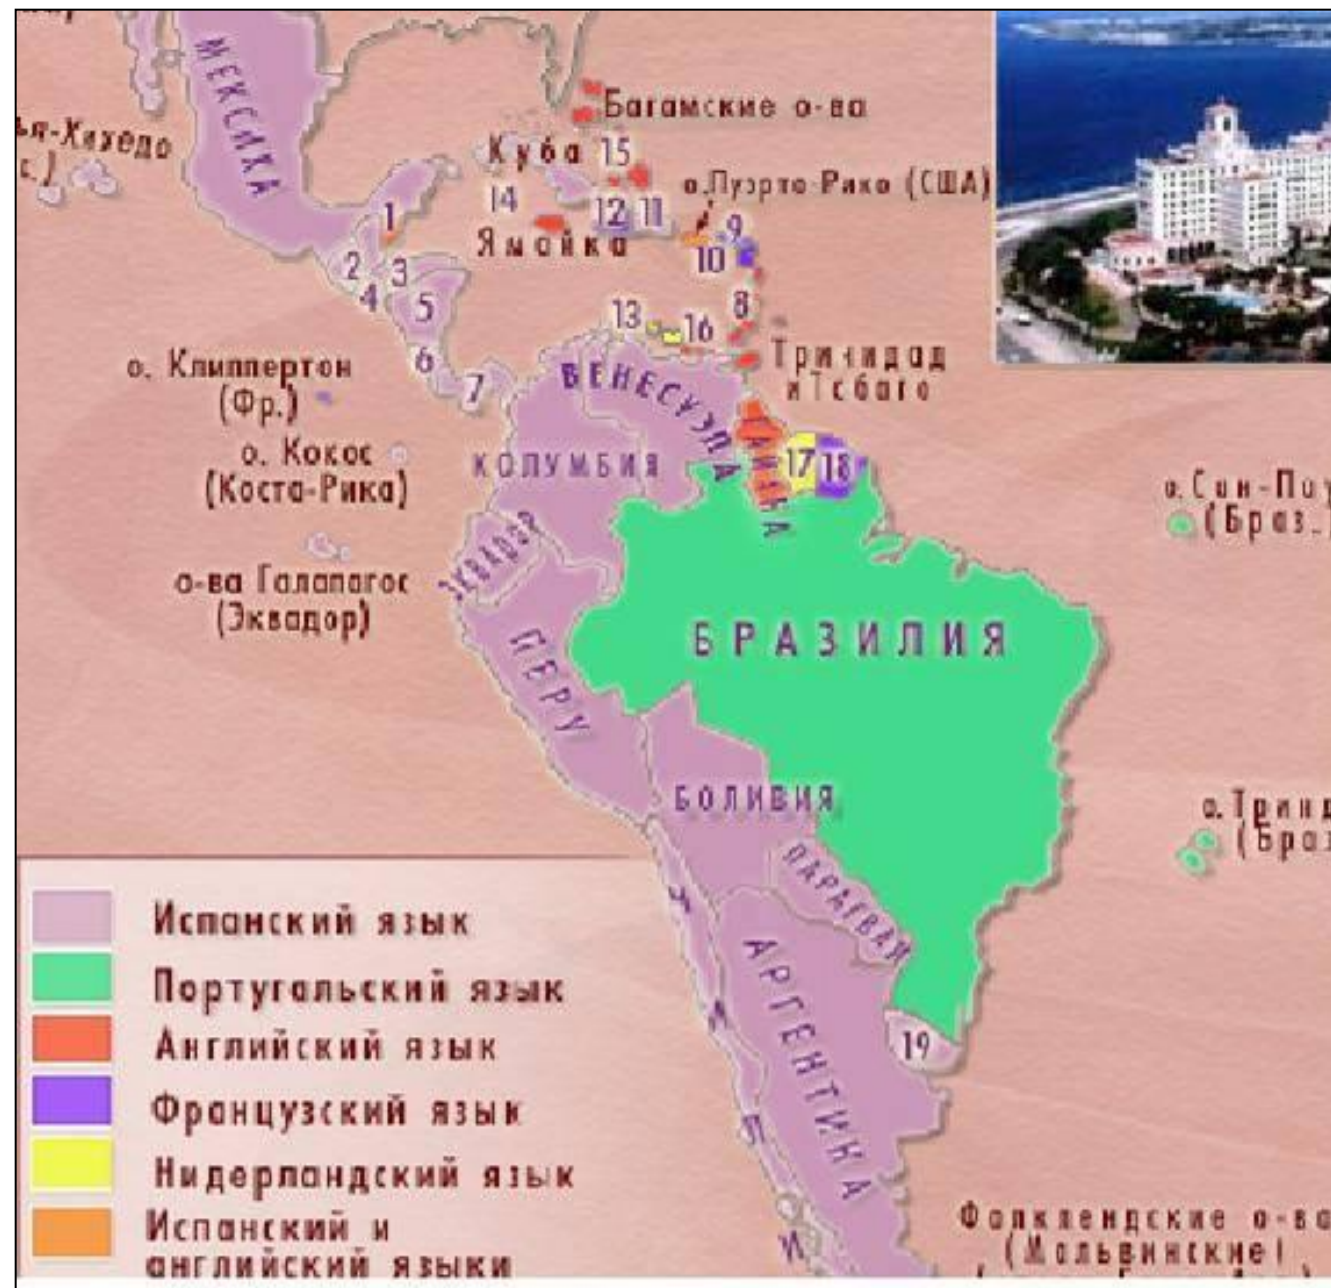 МЕКСИКА
Багамские о-ва
Куба 15
о.Пуэрто-Рико (США)
14
12 11
9
1
Ямайка
10
2 3
4 5
13 16 8
6
7
Тринидад
и Тобаго
о. Клиппертон
(Фр.)
ВЕНЕСУЭЛА
ГАЙАНА
о. Кокос
(Коста-Рика)
КОЛУМБИЯ
17 18
(Браз.
ЭКВАДОР
о-ва Галапагос
(Эквадор)
ПЕРУ
БРАЗИЛИЯ
БОЛИВИЯ
ПАРАГВАЙ
ЧИЛИ
АРГЕНТИНА
19
Испанский язык
Португальский язык
Английский язык
Французский язык
Нидерландский язык
Испанский и
английский языки
Фолклендские о-ва
(Мальвинские)